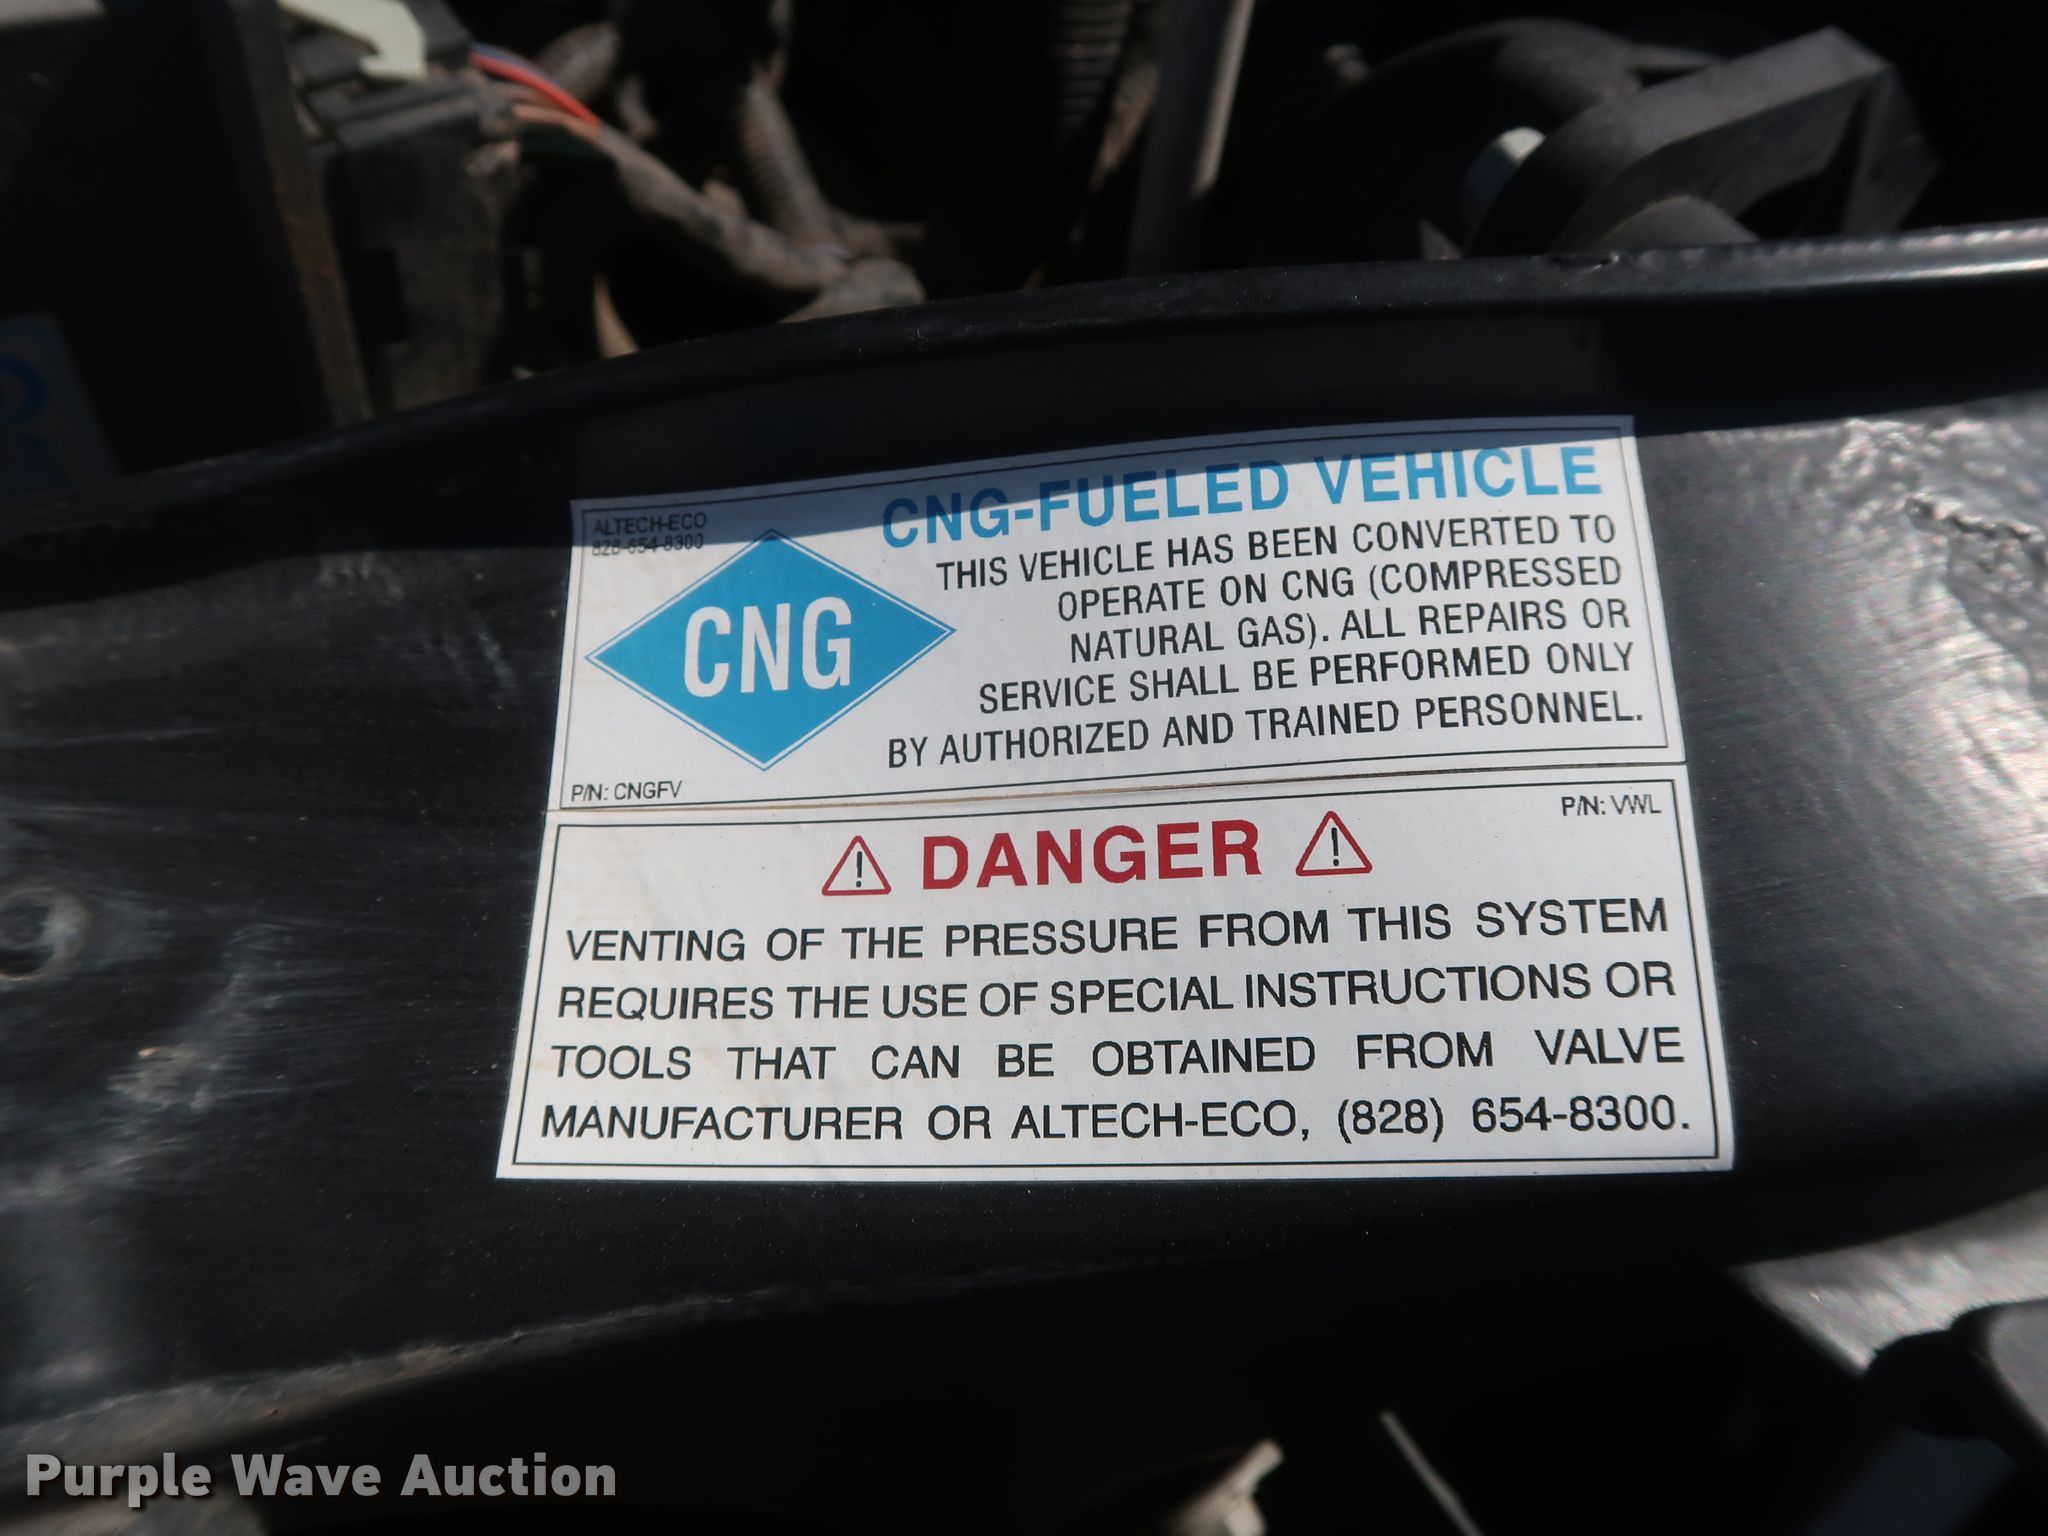 ALTECH-ECO
828-654-8300
CNG
CNG-FUELED VEHICLE
THIS VEHICLE HAS BEEN CONVERTED TO
OPERATE ON CNG (COMPRESSED
NATURAL GAS). ALL REPAIRS OR
SERVICE SHALL BE PERFORMED ONLY
BY AUTHORIZED AND TRAINED PERSONNEL.
P/N: CNGFV
P/N: VWL
DANGER
VENTING OF THE PRESSURE FROM THIS SYSTEM
REQUIRES THE USE OF SPECIAL INSTRUCTIONS OR
TOOLS THAT CAN BE OBTAINED FROM VALVE
MANUFACTURER OR ALTECH-ECO, (828) 654-8300.
Purple Wave Auction